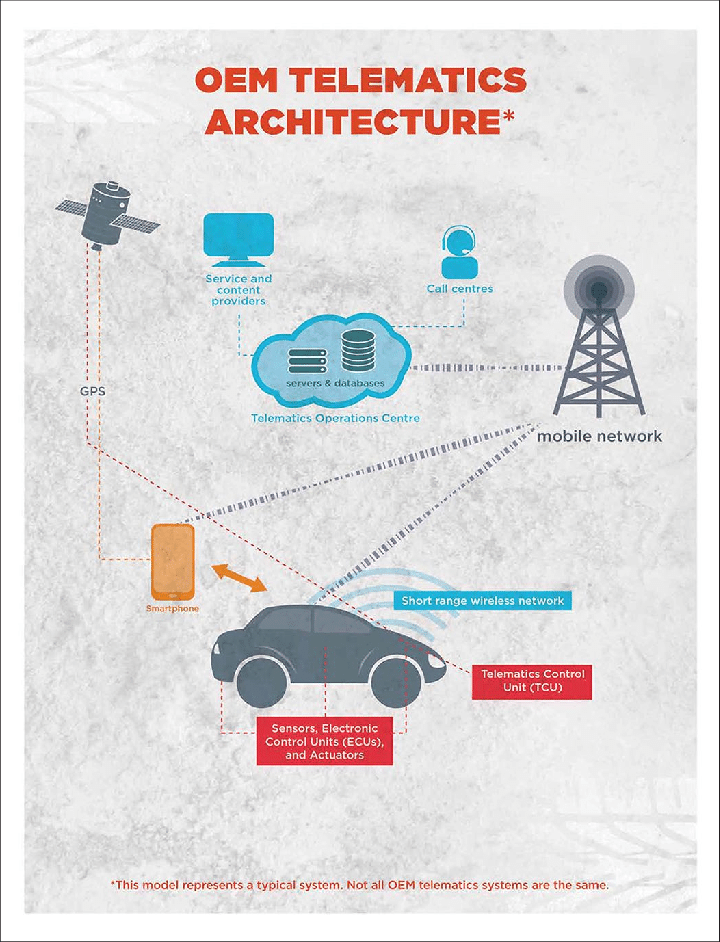 OEM TELEMATICS
ARCHITECTURE*
Service and
content
providers
Call centres
servers & databases
Telematics Operations Centre
GPS
mobile network
Smartphone
Short range wireless network
Telematics Control
Unit (TCU)
Sensors, Electronic
Control Units (ECUs),
and Actuators
*This model represents a typical system. Not all OEM telematics systems are the same.